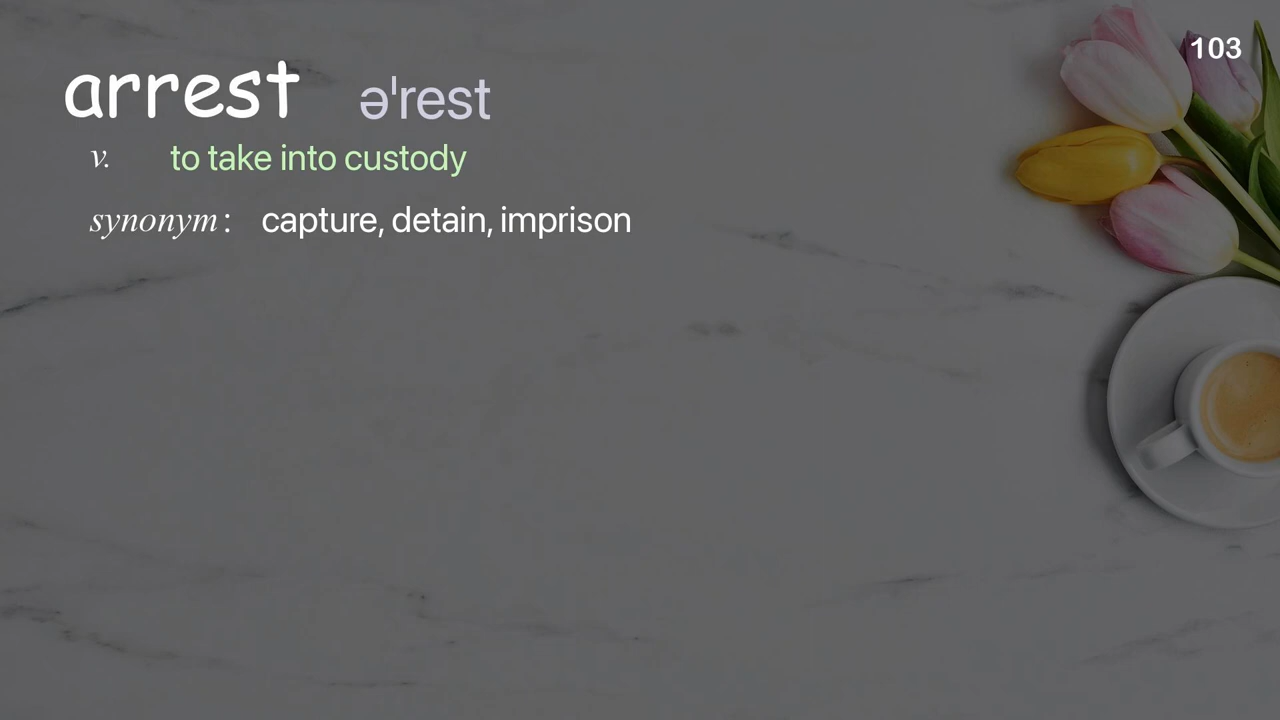 103
arrest əˈrest
v. to take into custody
synonym: capture, detain, imprison